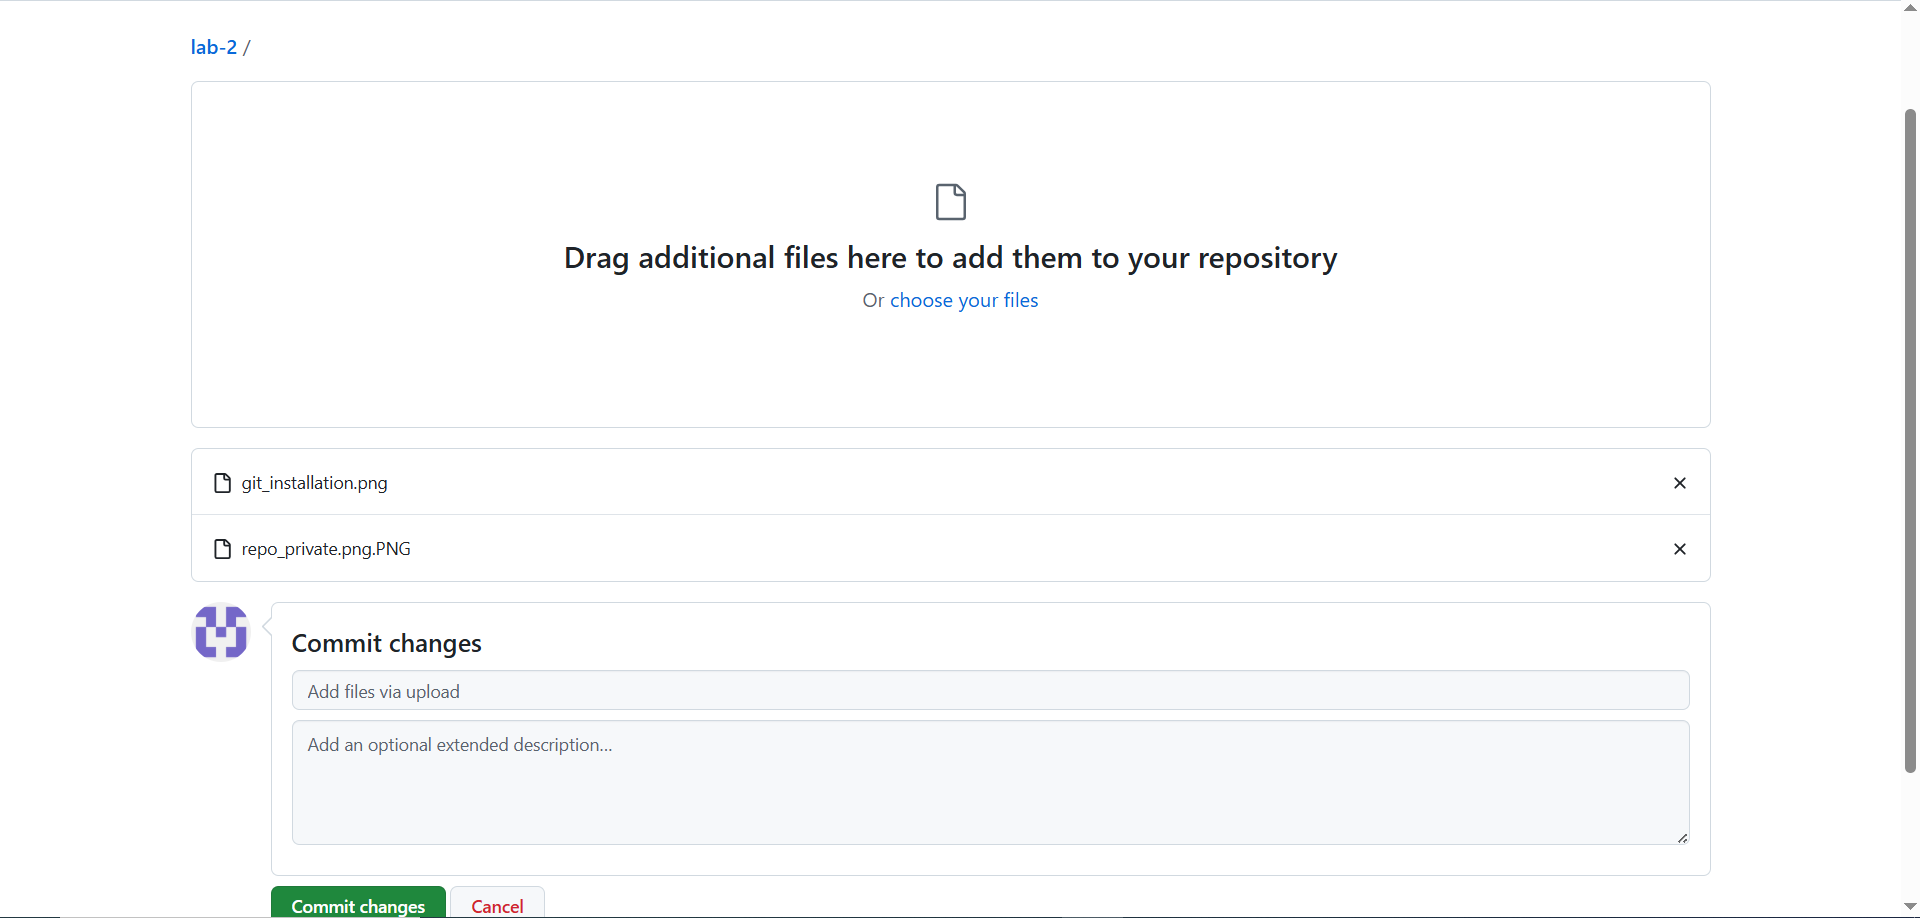 lab-2 /
Drag additional files here to add them to your repository
Or choose your files
git_installation.png
repo_private.png.PNG
Commit changes
Add files via upload
Add an optional extended description...
Commit changes Cancel